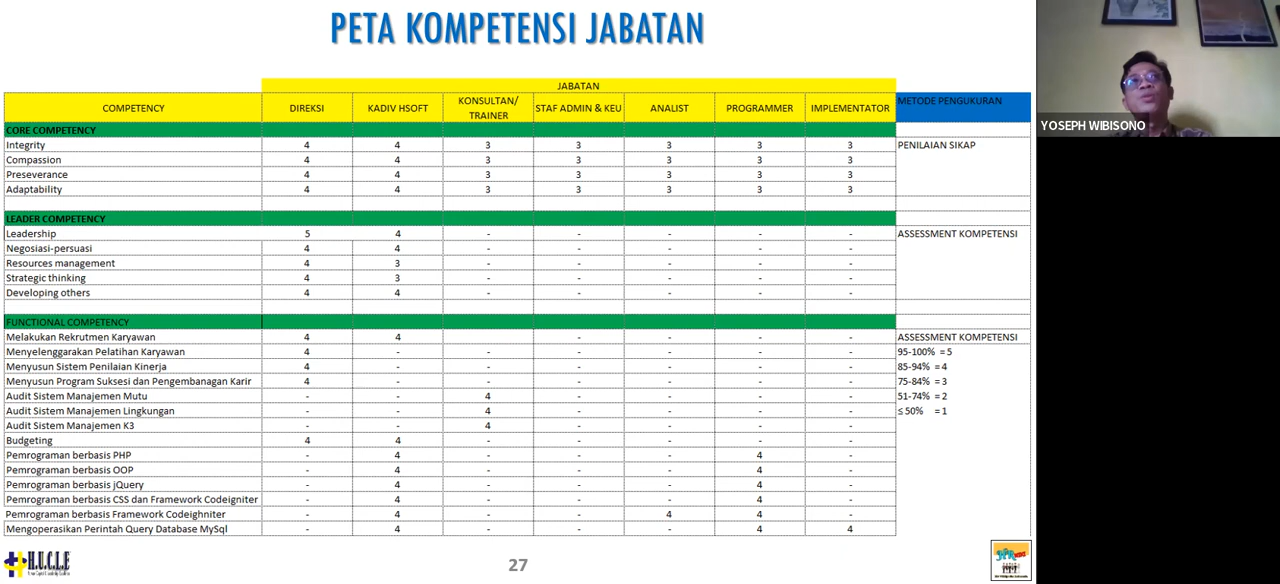 PETA KOMPETENSI JABATAN
JABATAN
COMPETENCY DIREKSI KADIV HSOFT KONSULTAN/ TRAINER STAF ADMIN & KEU ANALIST PROGRAMMER IMPLEMENTATOR METODE PENGUKURAN
YOSEPH WIBISONO
CORE COMPETENCY
Integrity 4 4 3 3 3 3 3 PENILAIAN SIKAP
Compassion 4 4 3 3 3 3 3
Preseverance 4 4 3 3 3 3 3
Adaptability 4 4 3 3 3 3 3
LEADER COMPETENCY
Leadership 5 4 - - - - - ASSESSMENT KOMPETENSI
Negosiasi-persuasi 4 4 - - - - -
Resources management 4 3 - - - - -
Strategic thinking 4 3 - - - - -
Developing others 4 4 - - - - -
FUNCTIONAL COMPETENCY
Melakukan Rekrutmen Karyawan 4 4 - - - - ASSESSMENT KOMPETENSI
Menyelenggarakan Pelatihan Karyawan 4 - - - - - - 95-100% = 5
Menyusun Sistem Penilaian Kinerja 4 - - - - - - 85-94% = 4
Menyusun Program Suksesi dan Pengembanagan Karir 4 - - - - - - 75-84% = 3
Audit Sistem Manajemen Mutu - - 4 - - - - 51-74% = 2
Audit Sistem Manajemen Lingkungan - - 4 - - - - ≤ 50% = 1
Audit Sistem Manajemen K3 - - 4 - - - -
Budgeting 4 4 - - - - -
Pemrograman berbasis PHP - 4 - - - 4 -
Pemrograman berbasis OOP - 4 - - - 4 -
Pemrograman berbasis jQuery - 4 - - - 4 -
Pemrograman berbasis CSS dan Framework Codeigniter - 4 - - - 4 -
Pemrograman berbasis Framework Codeighniter - 4 - - 4 4 -
Mengoperasikan Perintah Query Database MySql - 4 - - - 4 4
HUCLE
27